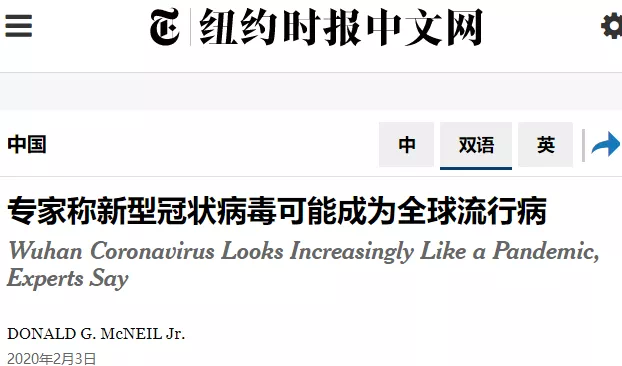 纽约时报中文网
中国
中 双语 英
专家称新型冠状病毒可能成为全球流行病
Wuhan Coronavirus Looks Increasingly Like a Pandemic,
Experts Say
DONALD G. McNEIL Jr.
2020年2月3日